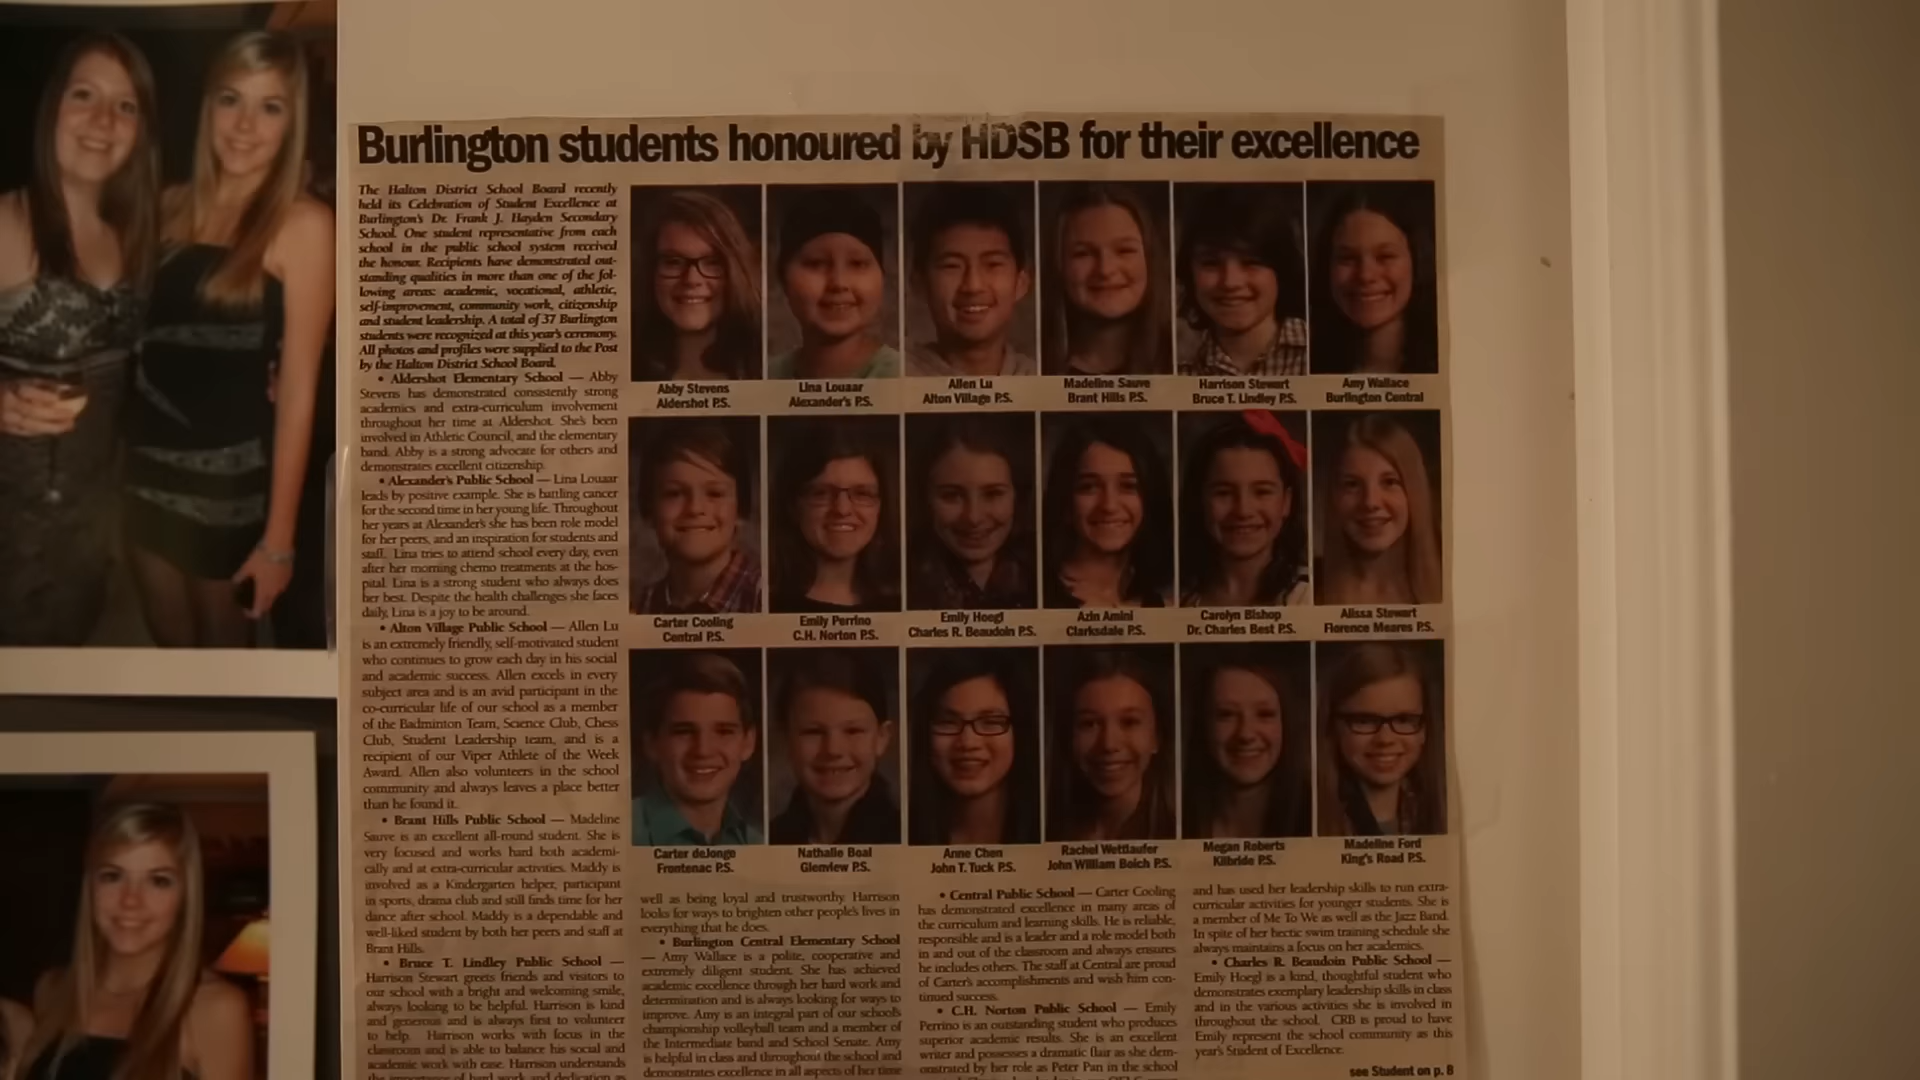 Burlington students honoured by HDSB for their excellence
The Halton District School Board recently
held its Celebration of Student Excellence at
Burlington's Dr. Frank J. Hayden Secondary
School. One student representative from each
school in the public school system received
the honour. Recipients have demonstrated out-
standing qualities in more than one of the fol-
lowing areas: academic, vocational, athletic,
self-improvement, community work, citizenship
and student leadership. A total of 37 Burlington
students were recognized at this year's ceremony.
All photos and profiles were supplied to the Post
by the Halton District School Board.
• Aldershot Elementary School — Abby
Stevens has demonstrated consistently strong
academics and extra-curriculum involvement
throughout her time at Aldershot. She's been
involved in Athletic Council, and the elementary
band. Abby is a strong advocate for others and
demonstrates excellent citizenship.
• Alexander's Public School — Lina Louaar
leads by positive example. She is battling cancer
for the second time in her young life. Throughout
her years at Alexander's she has been role model
for her peers, and an inspiration for students and
staff. Lina tries to attend school every day, even
after her morning chemo treatments at the hos-
pital. Lina is a strong student who always does
her best. Despite the health challenges she faces
daily, Lina is a joy to be around.
• Alton Village Public School — Allen Lu
is an extremely friendly, self-motivated student
who continues to grow each day in his social
and academic success. Allen excels in every
subject area and is an avid participant in the
co-curricular life of our school as a member
of the Badminton Team, Science Club, Chess
Club, Student Leadership team, and is a
recipient of our Viper Athlete of the Week
Award. Allen also volunteers in the school
community and always leaves a place better
than he found it.
• Brant Hills Public School — Madeline
Sauve is an excellent all-round student. She is
very focused and works hard both academi-
cally and at extra-curricular activities. Maddy is
involved as a Kindergarten helper, participant
in sports, drama club and still finds time for her
dance after school. Maddy is a dependable and
well-liked student by both her peers and staff at
Brant Hills.
• Bruce T. Lindley Public School —
Harrison Stewart greets friends and visitors to
our school with a bright and welcoming smile,
always looking to be helpful. Harrison is kind
and generous and is always first to volunteer
to help. Harrison works with focus in the
classroom and is able to balance his social and
academic work with ease. Harrison understands
the importance of hard work and dedication as
Abby Stevens
Aldershot P.S.
Lina Louaar
Alexander's P.S.
Allen Lu
Alton Village P.S.
Madeline Sauve
Brant Hills P.S.
Harrison Stewart
Bruce T. Lindley P.S.
Amy Wallace
Burlington Central
Carter Cooling
Central P.S.
Emily Perrino
C.H. Norton P.S.
Emily Hoegl
Charles R. Beaudoin P.S.
Azin Amini
Clarksdale P.S.
Carolyn Bishop
Dr. Charles Best P.S.
Alissa Stewart
Florence Meares P.S.
Carter deJonge
Frontenac P.S.
Nathalie Boal
Glenview P.S.
Anne Chen
John T. Tuck P.S.
Rachel Wettlaufer
John William Boich P.S.
Megan Roberts
Kilbride P.S.
Madeline Ford
King's Road P.S.
well as being loyal and trustworthy. Harrison
looks for ways to brighten other people's lives in
everything that he does.
• Burlington Central Elementary School
— Amy Wallace is a polite, cooperative and
extremely diligent student. She has achieved
academic excellence through her hard work and
determination and is always looking for ways to
improve. Amy is an integral part of our school's
championship volleyball team and a member of
the Intermediate band and School Senate. Amy
is helpful in class and throughout the school and
demonstrates excellence in all aspects of her time
• Central Public School — Carter Cooling
has demonstrated excellence in many areas of
the curriculum and learning skills. He is reliable,
responsible and is a leader and a role model both
in and out of the classroom and always ensures
he includes others. The staff at Central are proud
of Carter's accomplishments and wish him con-
tinued success.
• C.H. Norton Public School — Emily
Perrino is an outstanding student who produces
superior academic results. She is an excellent
writer and possesses a dramatic flair as she dem-
onstrated by her role as Peter Pan in the school
and has used her leadership skills to run extra-
curricular activities for younger students. She is
a member of Me To We as well as the Jazz Band.
In spite of her hectic swim training schedule she
always maintains a focus on her academics.
• Charles R. Beaudoin Public School —
Emily Hoegl is a kind, thoughtful student who
demonstrates exemplary leadership skills in class
and in the various activities she is involved in
throughout the school. CRB is proud to have
Emily represent the school community as this
year's Student of Excellence.
see Student on p. 8